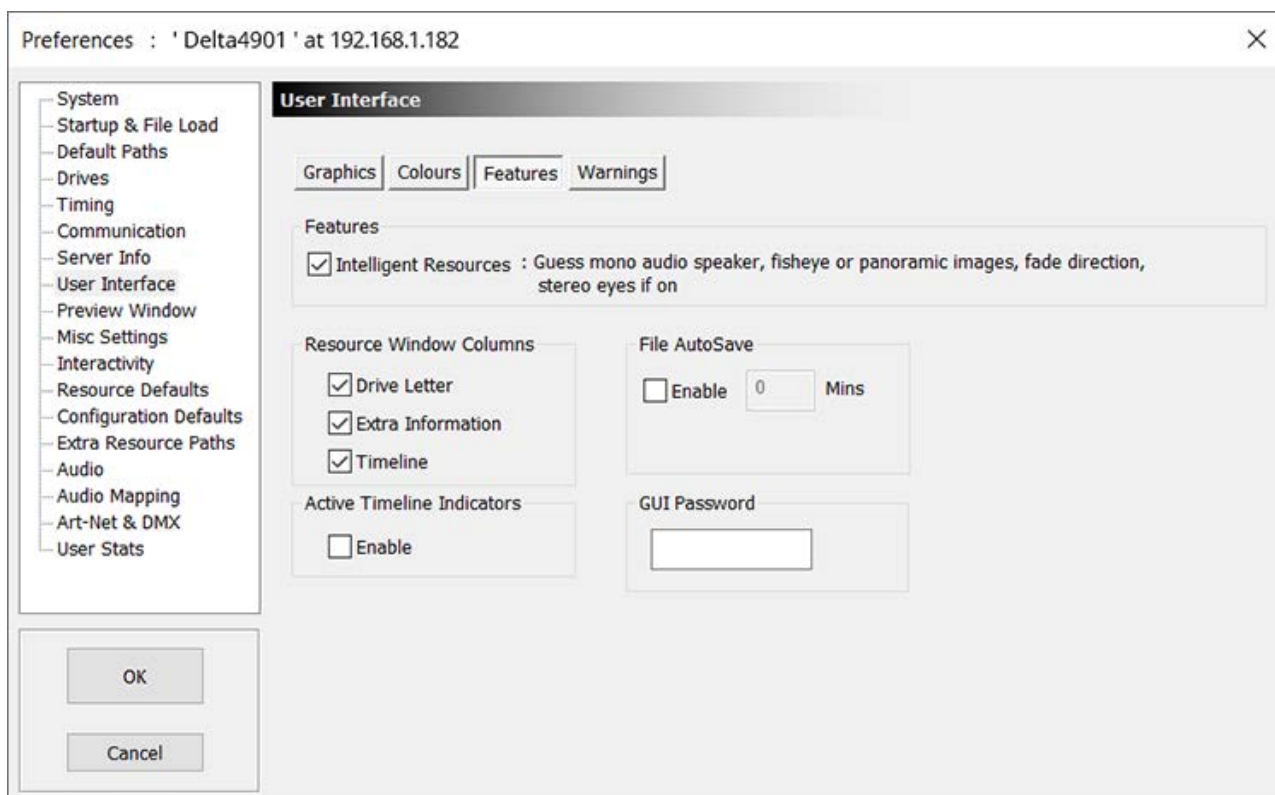 Preferences : ' Delta4901 ' at 192.168.1.182
System
Startup & File Load
Default Paths
Drives
Timing
Communication
Server Info
User Interface
Preview Window
Misc Settings
Interactivity
Resource Defaults
Configuration Defaults
Extra Resource Paths
Audio
Audio Mapping
Art-Net & DMX
User Stats
OK
Cancel
User Interface
Graphics Colours Features Warnings
Features
Intelligent Resources : Guess mono audio speaker, fisheye or panoramic images, fade direction,
stereo eyes if on
Resource Window Columns
Drive Letter
Extra Information
Timeline
File AutoSave
Enable 0 Mins
Active Timeline Indicators
Enable
GUI Password